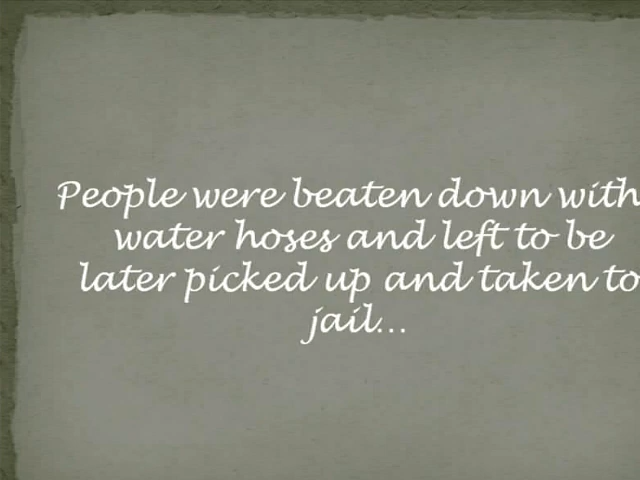 People were beaten down with
water hoses and left to be
later picked up and taken to
jail...